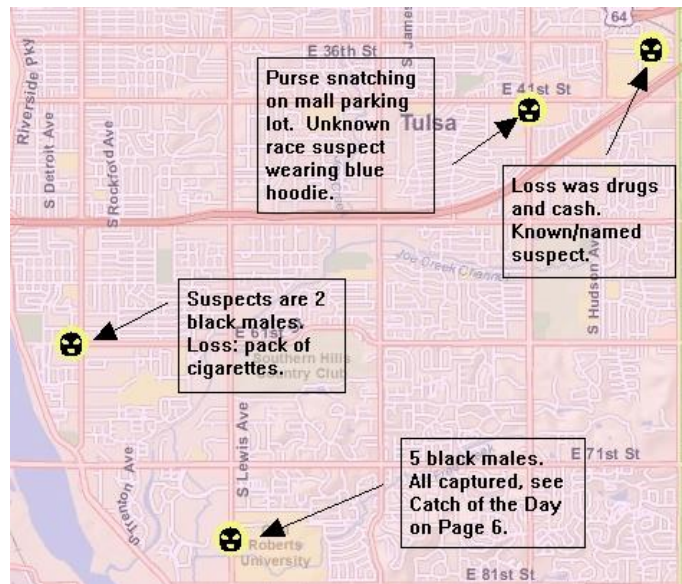 64
E 36th St
S James
Riverside Pky
Purse snatching
on mall parking
lot. Unknown
race suspect
wearing blue
hoodie.
E 41st St
Tulsa
S Detroit Ave
S Rockford Ave
Loss was drugs
and cash.
Known/named
suspect.
Joe Creek Channel
S Hudson Ave
Suspects are 2
black males.
Loss: pack of
cigarettes.
E 61st S
Southern Hills
Country Club
S Lewis Ave
E 71st St
5 black males.
All captured, see
Catch of the Day
on Page 6.
S Trenton Ave
Roberts
University
E 81st St